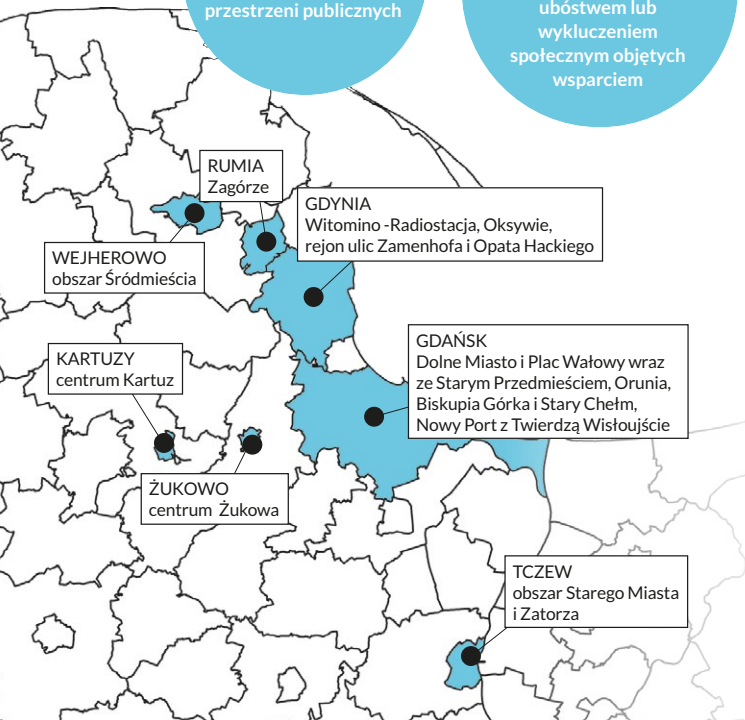 przestrzeni publicznych
ubóstwem lub
wykluczeniem
społecznym objętych
wsparciem
RUMIA
Zagórze
GDYNIA
Witomino -Radiostacja, Oksywie,
rejon ulic Zamenhofa i Opata Hackiego
WEJHEROWO
obszar Śródmieścia
GDAŃSK
Dolne Miasto i Plac Wałowy wraz
ze Starym Przedmieściem, Orunia,
Biskupia Górka i Stary Chełm,
Nowy Port z Twierdzą Wisłoujście
KARTUZY
centrum Kartuz
ŻUKOWO
centrum Żukowa
TCZEW
obszar Starego Miasta
i Zatorza